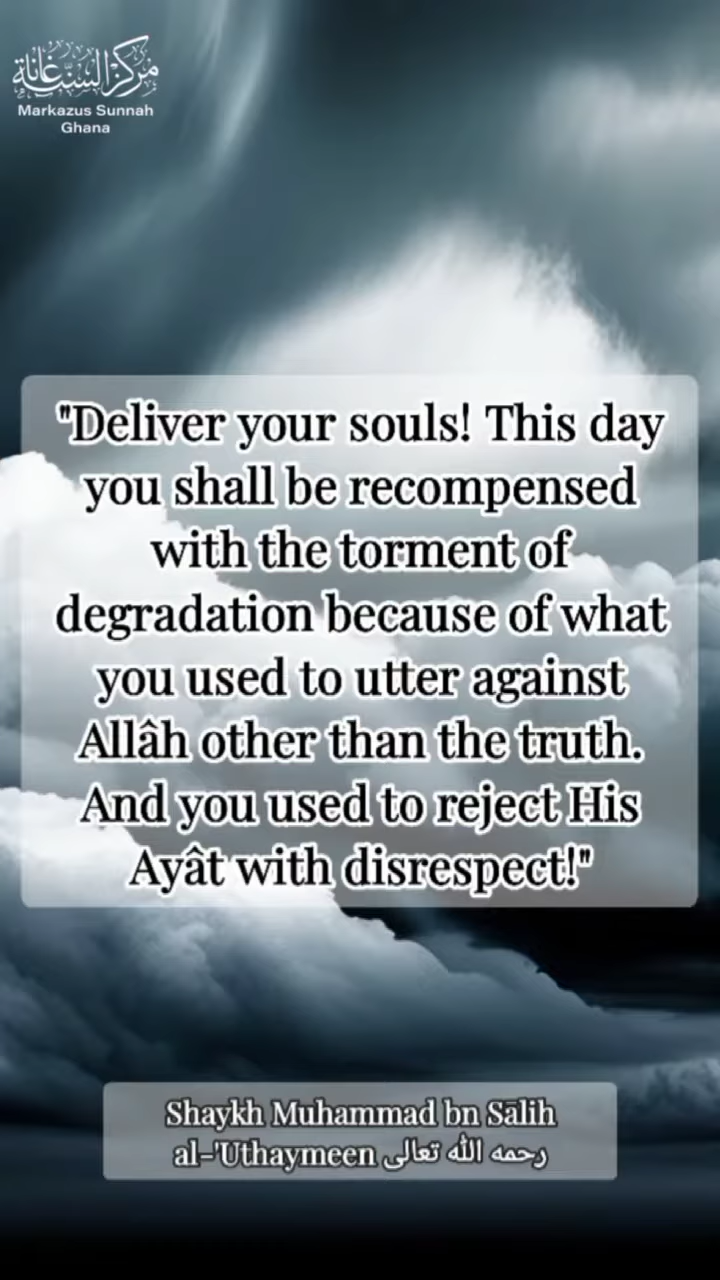 مركز السنة غانا
Markazus Sunnah
Ghana
"Deliver your souls! This day
you shall be recompensed
with the torment of
degradation because of what
you used to utter against
Allâh other than the truth.
And you used to reject His
Ayât with disrespect!"
Shaykh Muhammad bn Sālih
al-'Uthaymeen رحمه الله تعالى